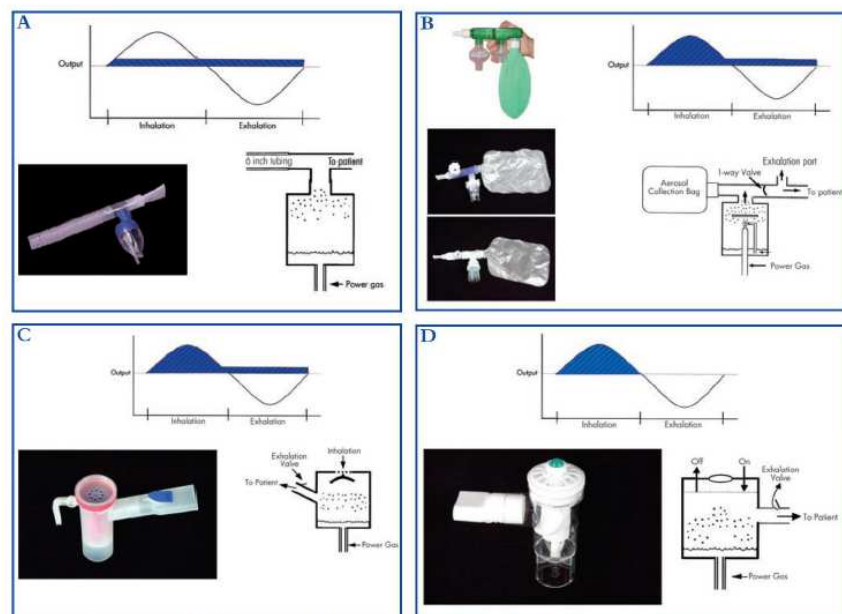 A
Output
Inhalation
Exhalation
6 inch tubing
To patient
Power gas
B
Output
Inhalation
Exhalation
Exhalation port
1-way Valve
Aerosol
Collection Bag
To patient
Power Gas
C
Output
Inhalation
Exhalation
Exhalation
Valve
Inhalation
To Patient
Power Gas
D
Output
Inhalation
Exhalation
Off
On
Exhalation
Valve
To Patient
Power Gas